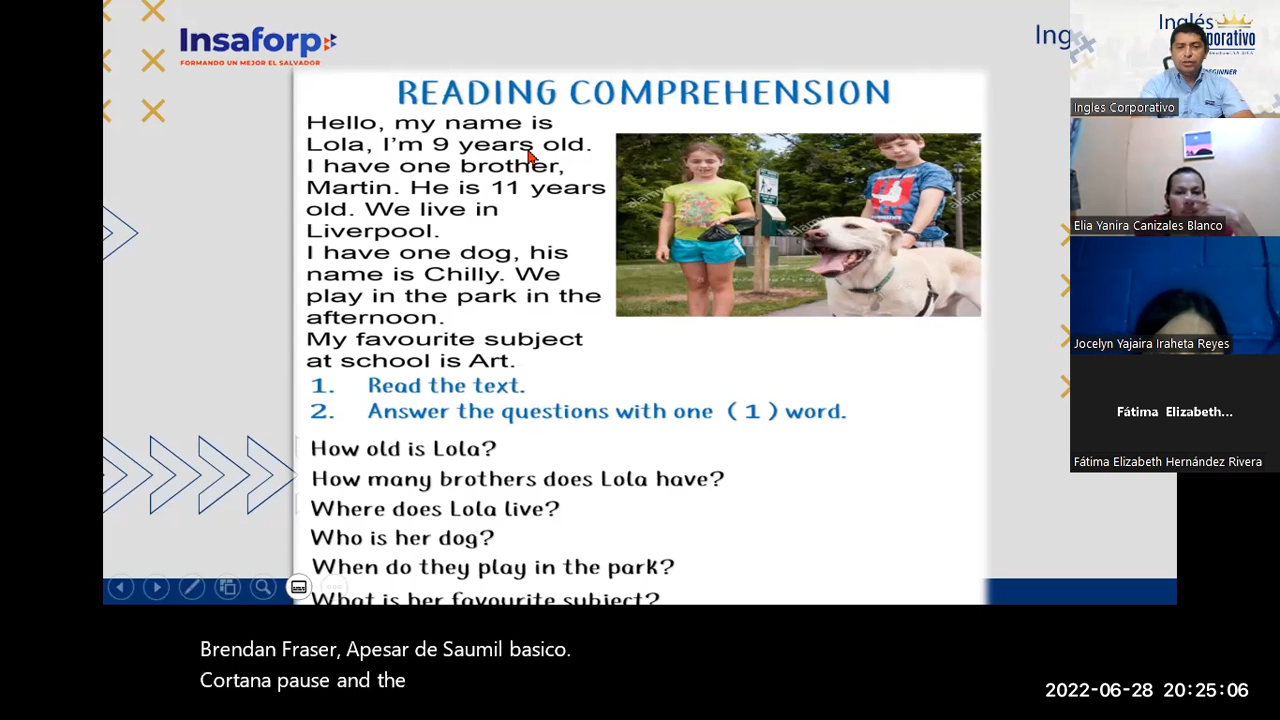 Insaforp
FORMANDO UN MEJOR EL SALVADOR
Ing
Inglés
BEGINNER
READING COMPREHENSION
Hello, my name is
Lola, I'm 9 years old.
I have one brother,
Martin. He is 11 years
old. We live in
Liverpool.
I have one dog, his
name is Chilly. We
play in the park in the
afternoon.
My favourite subject
at school is Art.
1. Read the text.
2. Answer the questions with one ( 1 ) word.
How old is Lola?
How many brothers does Lola have?
Where does Lola live?
Who is her dog?
When do they play in the park?
What is her favourite subject?
Ingles Corporativo
Elia Yanira Canizales Blanco
Jocelyn Yajaira Iraheta Reyes
Fátima Elizabeth...
Fátima Elizabeth Hernández Rivera
Brendan Fraser, Apesar de Saumil basico.
Cortana pause and the
2022-06-28 20:25:06